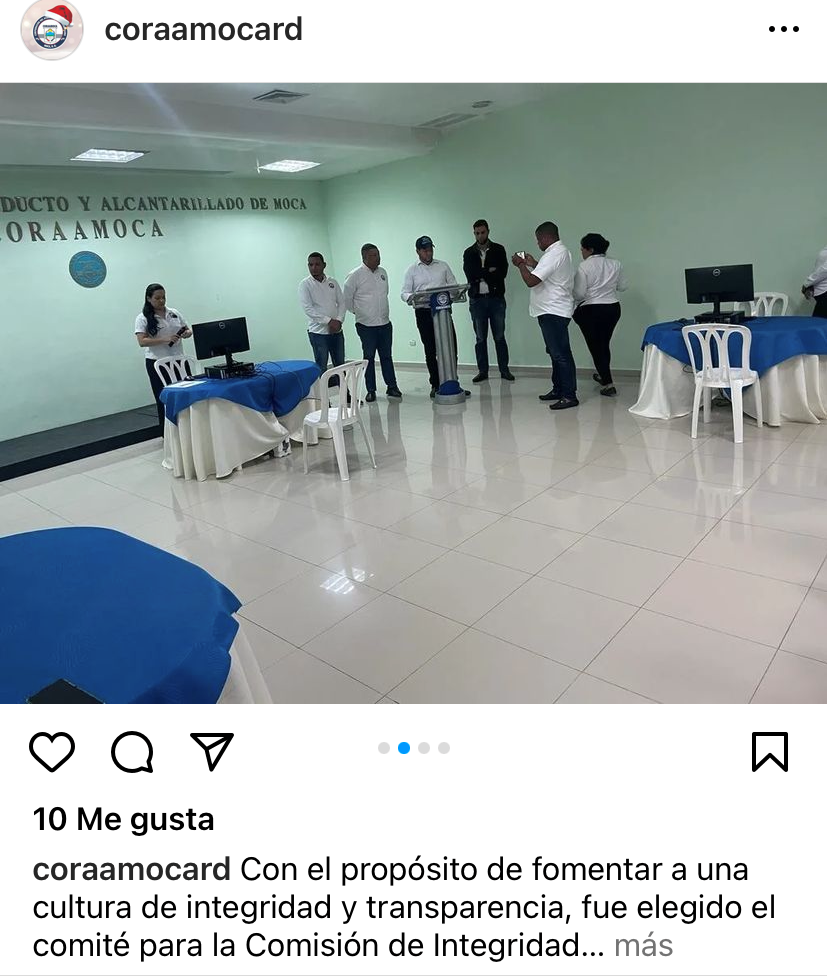 coraamocard
DUCTO Y ALCANTARILLADO DE MOCA
ORAAMOCA
DELL
10 Me gusta
coraamocard Con el propósito de fomentar a una
cultura de integridad y transparencia, fue elegido el
comité para la Comisión de Integridad... más